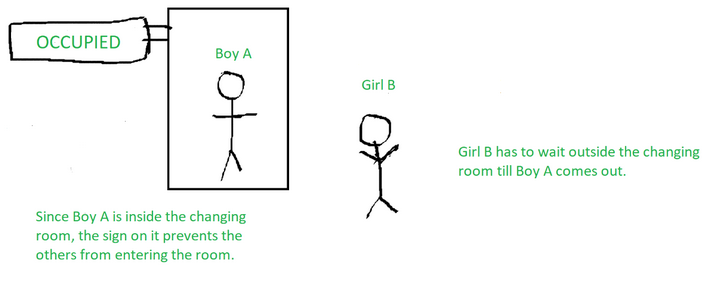 OCCUPIED
Boy A
Girl B
Girl B has to wait outside the changing
room till Boy A comes out.
Since Boy A is inside the changing
room, the sign on it prevents the
others from entering the room.